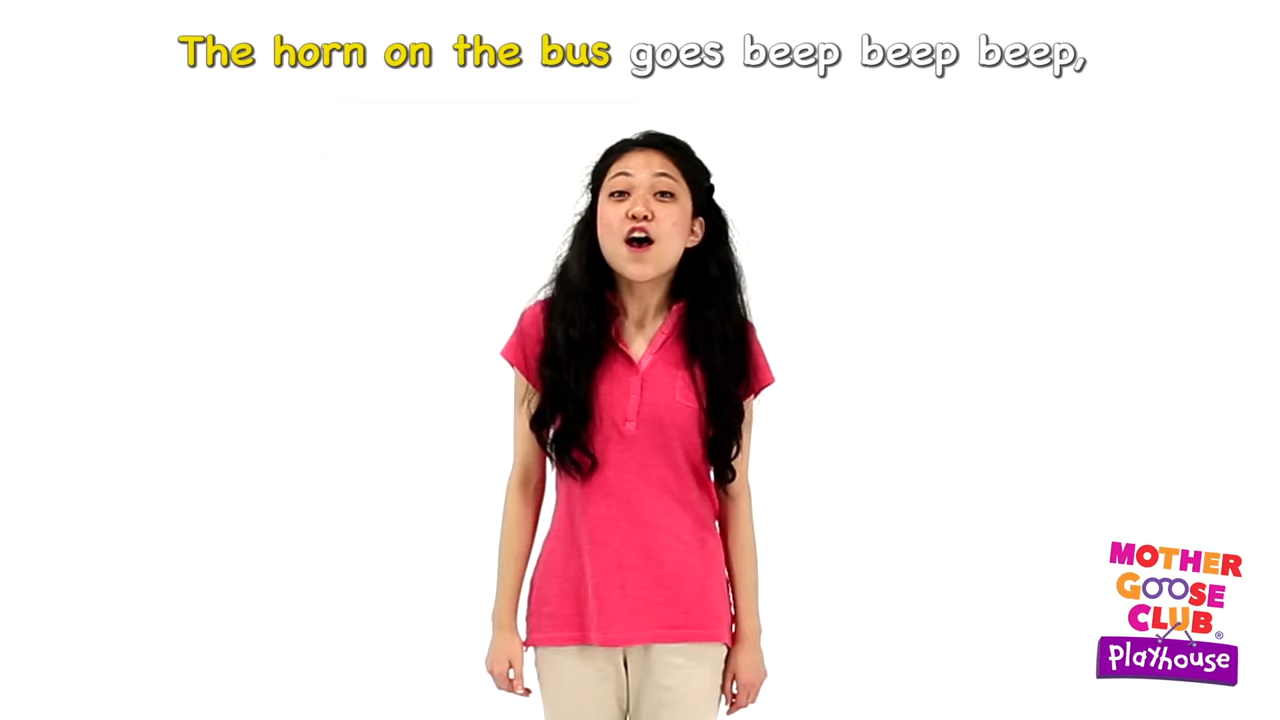 The horn on the bus goes beep beep beep,
MOTHER
GOOSE
CLUB®
Playhouse